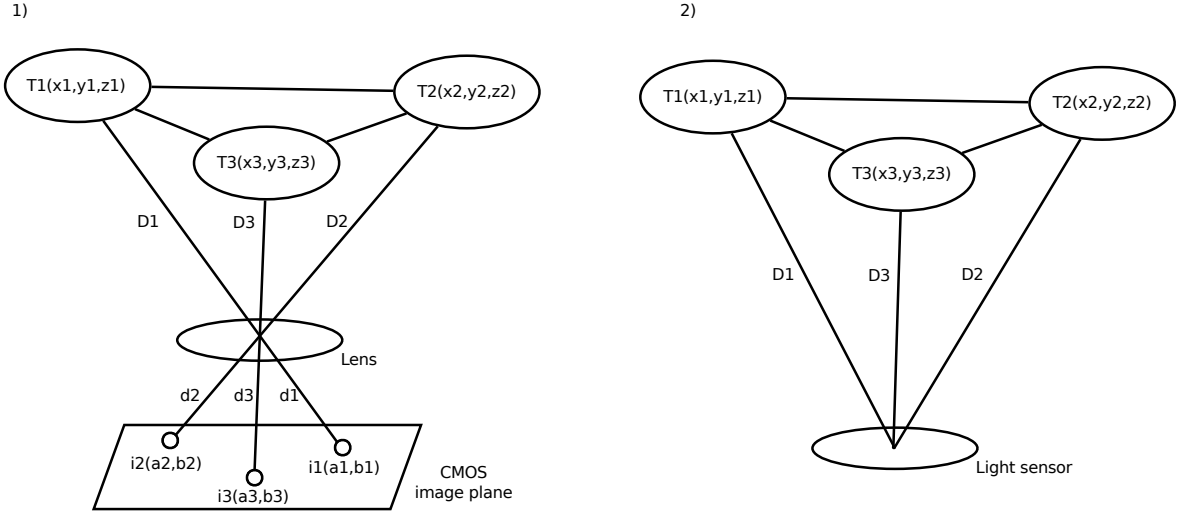 1)
T1(x1,y1,z1)
T2(x2,y2,z2)
T3(x3,y3,z3)
D1
D3
D2
Lens
d2
d3
d1
i2(a2,b2)
i1(a1,b1)
i3(a3,b3)
CMOS
image plane
2)
T1(x1,y1,z1)
T2(x2,y2,z2)
T3(x3,y3,z3)
D1
D3
D2
Light sensor